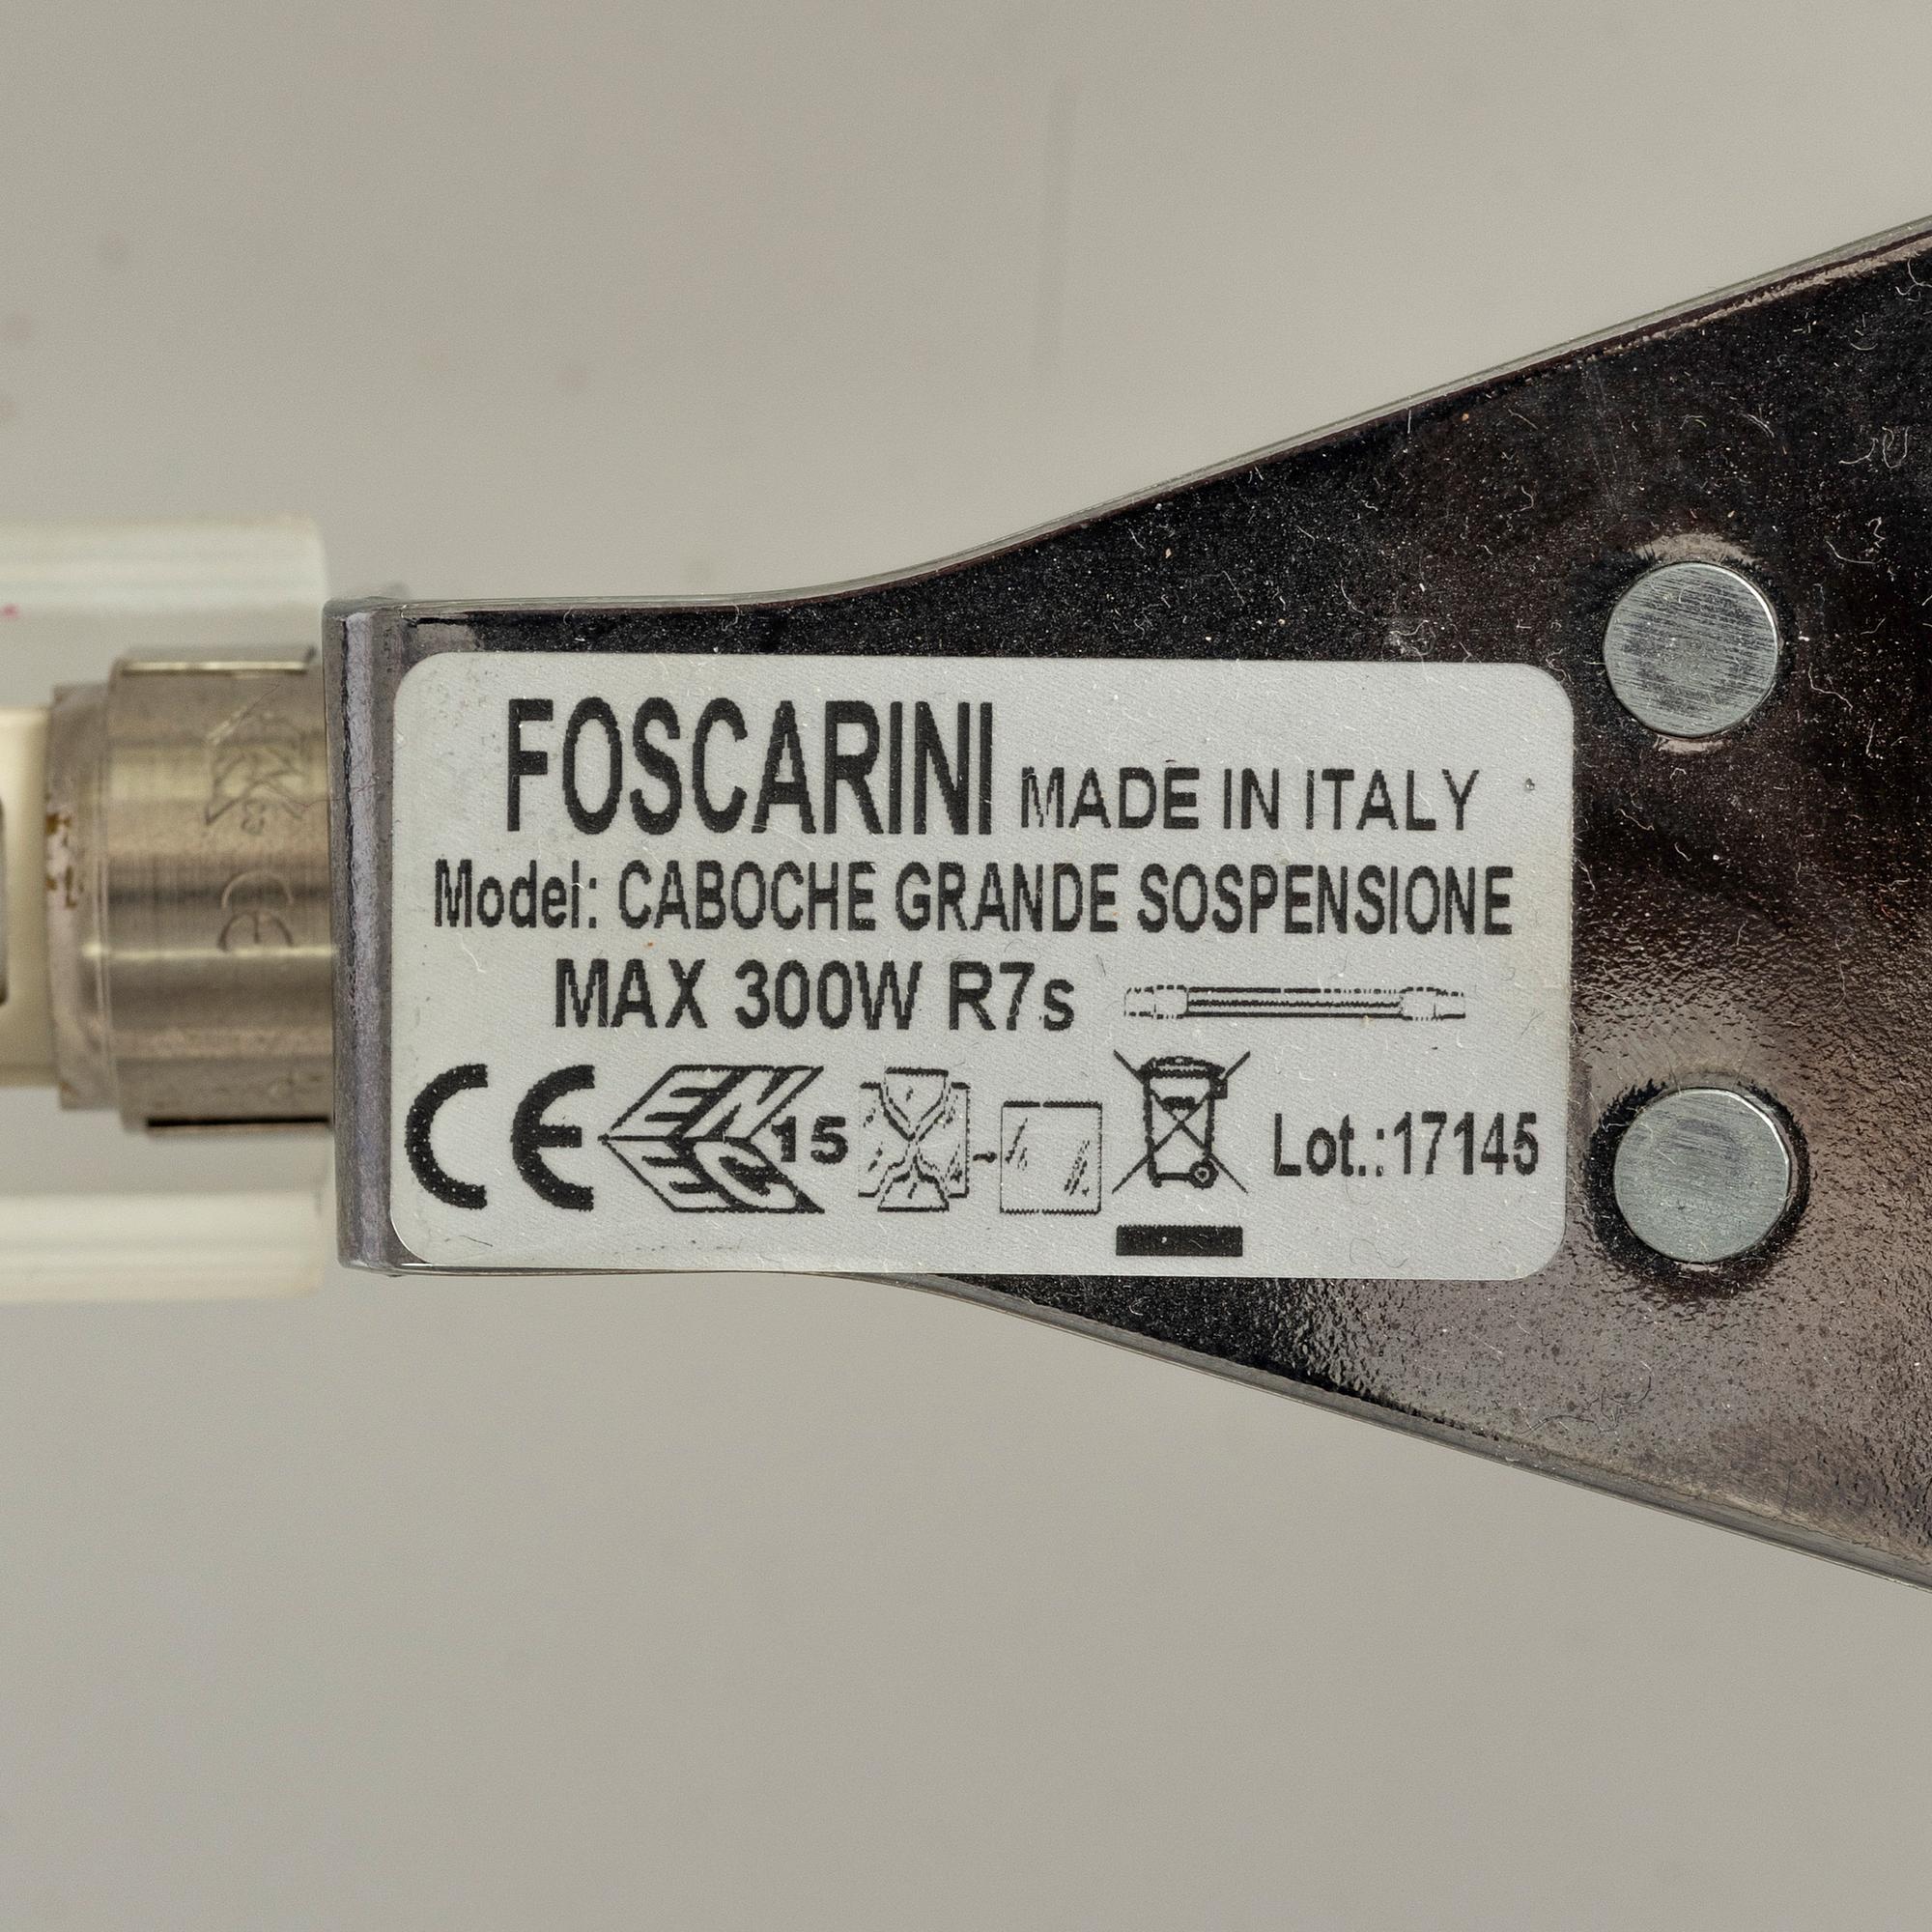 FOSCARINI MADE IN ITALY
Model: CABOCHE GRANDE SOSPENSIONE
MAX 300W R7s
CE ENEC 15 Lot.:17145